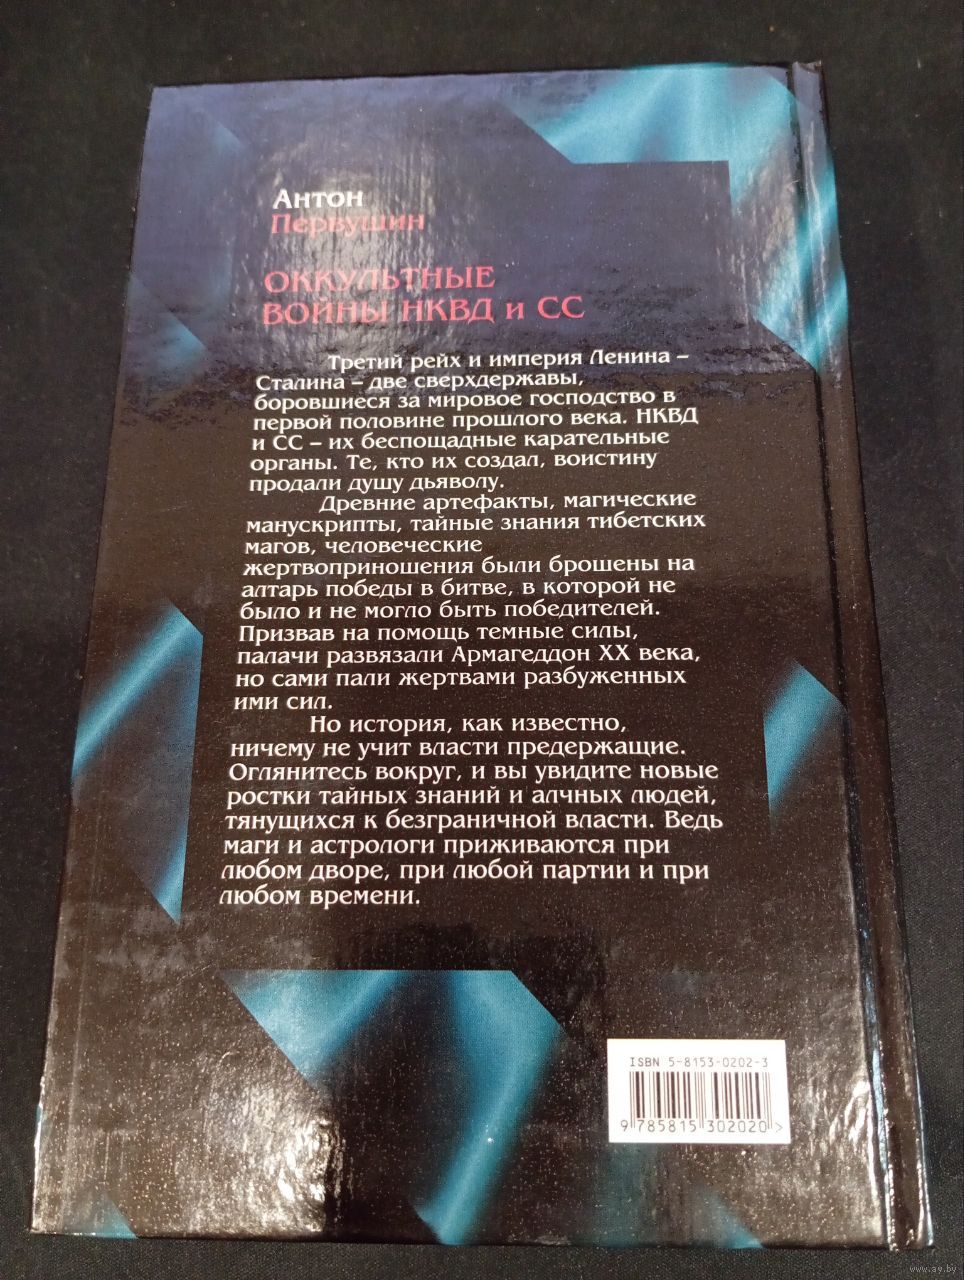 Антон
Первушин
ОККУЛЬТНЫЕ
ВОЙНЫ НКВД и СС
Третий рейх и империя Ленина –
Сталина – две сверхдержавы,
боровшиеся за мировое господство в
первой половине прошлого века. НКВД
и СС – их беспощадные карательные
органы. Те, кто их создал, воистину
продали душу дьяволу.
Древние артефакты, магические
манускрипты, тайные знания тибетских
магов, человеческие
жертвоприношения были брошены на
алтарь победы в битве, в которой не
было и не могло быть победителей.
Призвав на помощь темные силы,
палачи развязали Армагеддон XX века,
но сами пали жертвами разбуженных
ими сил.
Но история, как известно,
ничему не учит власти предержащие.
Оглянитесь вокруг, и вы увидите новые
ростки тайных знаний и алчных людей,
тянущихся к безграничной власти. Ведь
маги и астрологи приживаются при
любом дворе, при любой партии и при
любом времени.
ISBN 5-8153-0202-3
9 785815 302020 >
www.ay.by